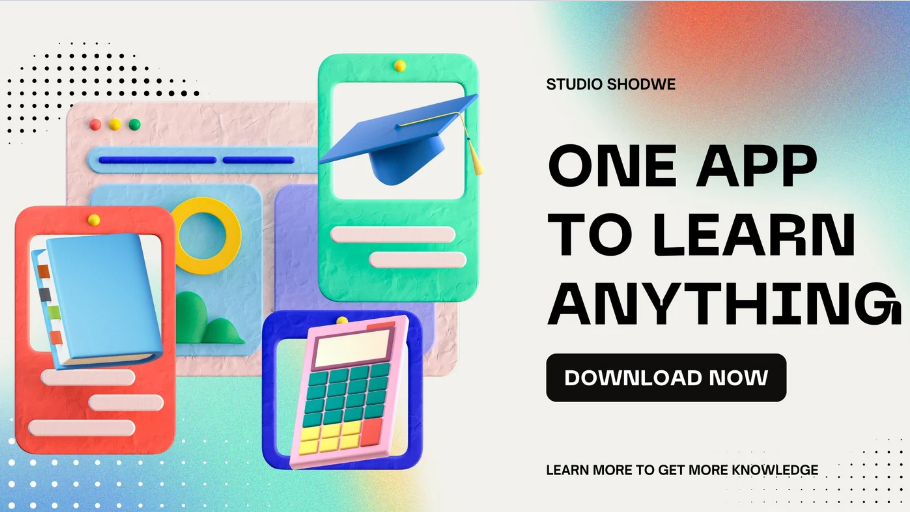 STUDIO SHODWE
ONE APP
TO LEARN
ANYTHING
DOWNLOAD NOW
LEARN MORE TO GET MORE KNOWLEDGE